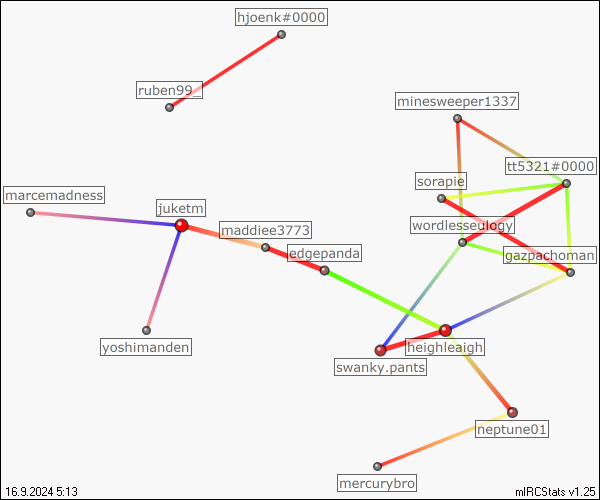 hjoenk#0000
ruben99_
minesweeper1337
tt5321#0000
sorapie
marcemadness
juketm
maddiee3773
wordlesseulogy
edgepanda
gazpachoman
yoshimanden
heighleaigh
swanky.pants
neptune01
mercurybro
16.9.2024 5:13
mIRCStats v1.25